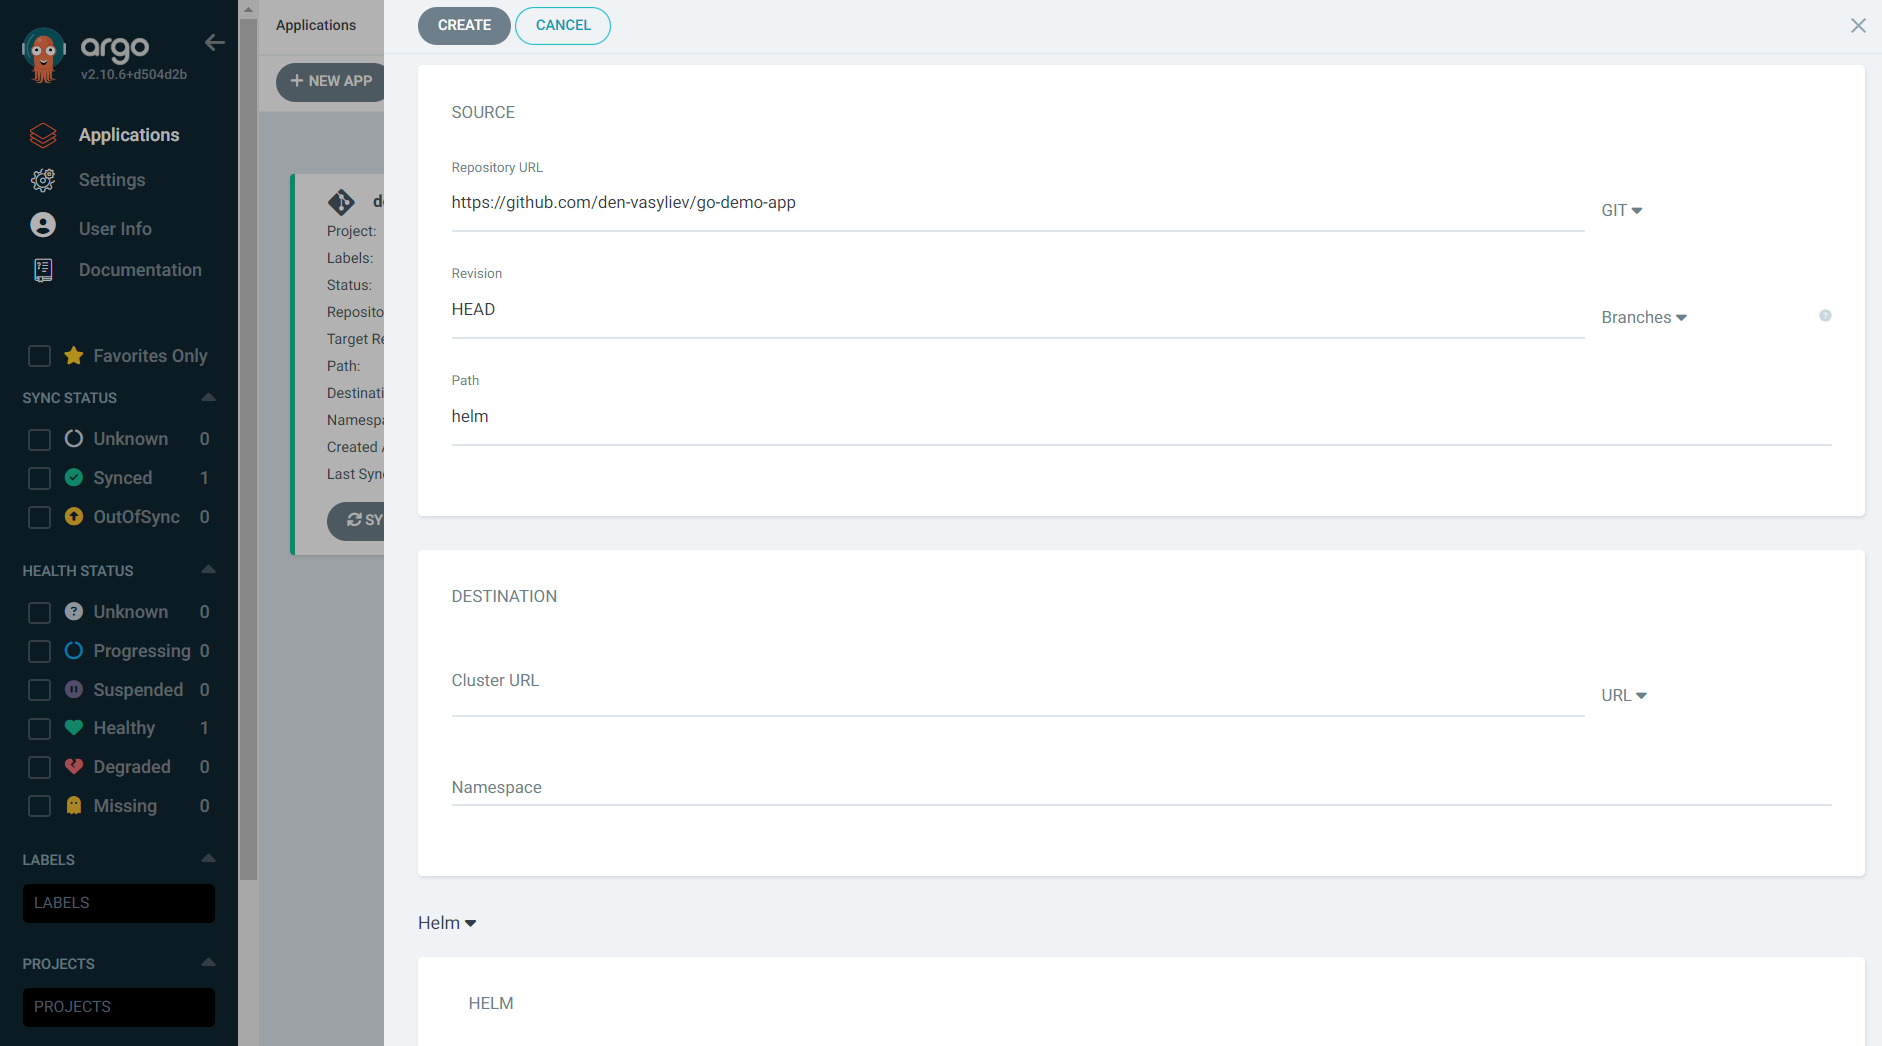 argo
v2.10.6+d504d2b
Applications
Settings
User Info
Documentation
Favorites Only
SYNC STATUS
Unknown 0
Synced 1
OutOfSync 0
HEALTH STATUS
Unknown 0
Progressing 0
Suspended 0
Healthy 1
Degraded 0
Missing 0
LABELS
LABELS
PROJECTS
PROJECTS
Applications
+ NEW APP
Project:
Labels:
Status:
Reposito
Target Re
Path:
Destinati
Namespa
Created
Last Sync
SY
CREATE CANCEL
SOURCE
Repository URL
https://github.com/den-vasyliev/go-demo-app
GIT
Revision
HEAD
Branches
Path
helm
DESTINATION
Cluster URL
URL
Namespace
Helm
HELM